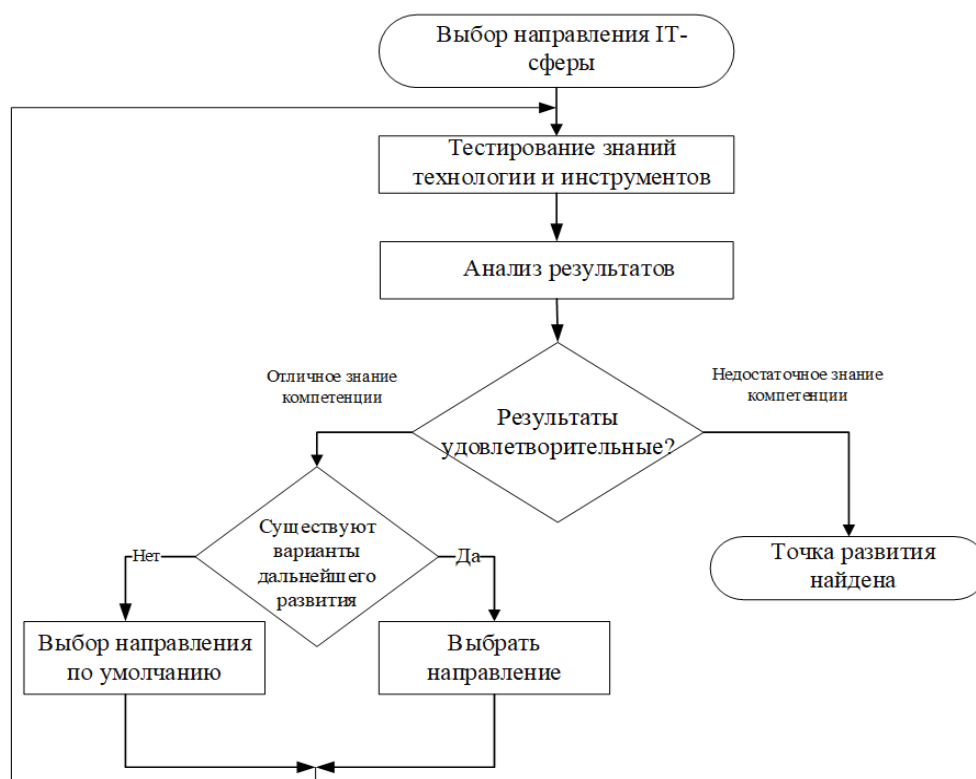 Выбор направления IT-
сферы
Тестирование знаний
технологии и инструментов
Анализ результатов
Отличное знание
компетенции
Недостаточное знание
компетенции
Результаты
удовлетворительные?
Существуют
варианты
дальнейшего
развития
Нет
Да
Точка развития
найдена
Выбор направления
по умолчанию
Выбрать
направление